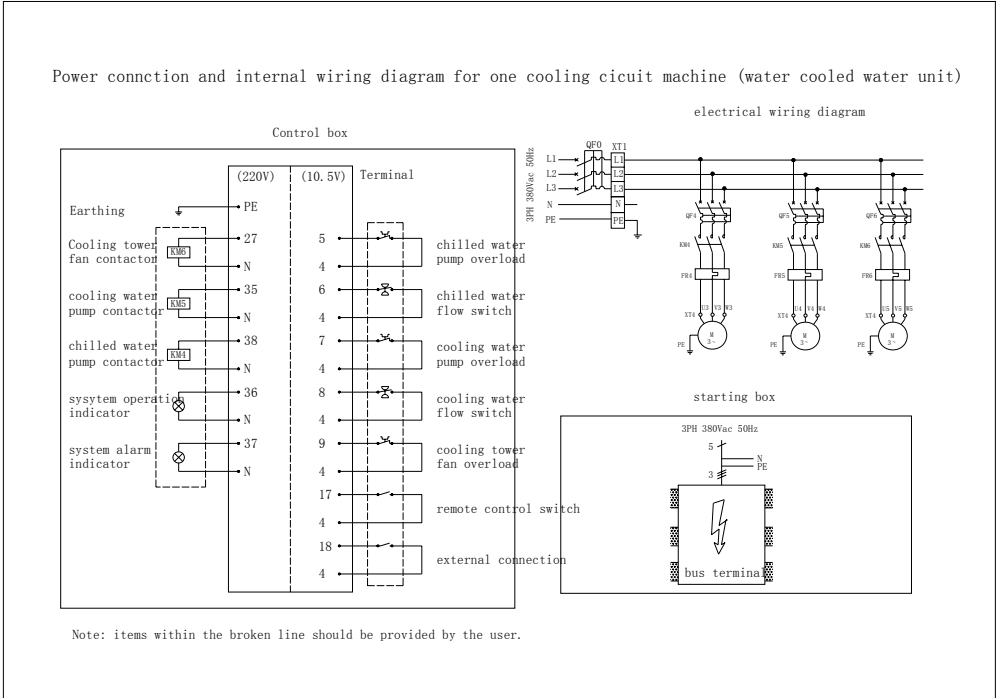 Power connction and internal wiring diagram for one cooling cicuit machine (water cooled water unit)
Control box
(220V)
(10.5V)
Terminal
Earthing
PE
Cooling tower
fan contactor
KM6
27
N
cooling water
pump contactor
KM5
35
N
chilled water
pump contactor
KM4
38
N
sysytem operation
indicator
36
N
system alarm
indicator
37
N
5
4
chilled water
pump overload
6
4
chilled water
flow switch
7
4
cooling water
pump overload
8
4
cooling water
flow switch
9
4
cooling tower
fan overload
17
4
remote control switch
18
4
external connection
electrical wiring diagram
3PH 380Vac 50Hz
QF0
XT1
L1
L1
L2
L2
L3
L3
N
N
PE
PE
QF4
QF5
QF6
KM4
KM5
KM6
FR4
FR5
FR6
U3 V3 W3
U4 V4 W4
U5 V5 W5
XT4
XT4
XT4
M
3~
M
3~
M
3~
PE
PE
PE
starting box
3PH 380Vac 50Hz
5
N
PE
3
bus terminal
Note: items within the broken line should be provided by the user.